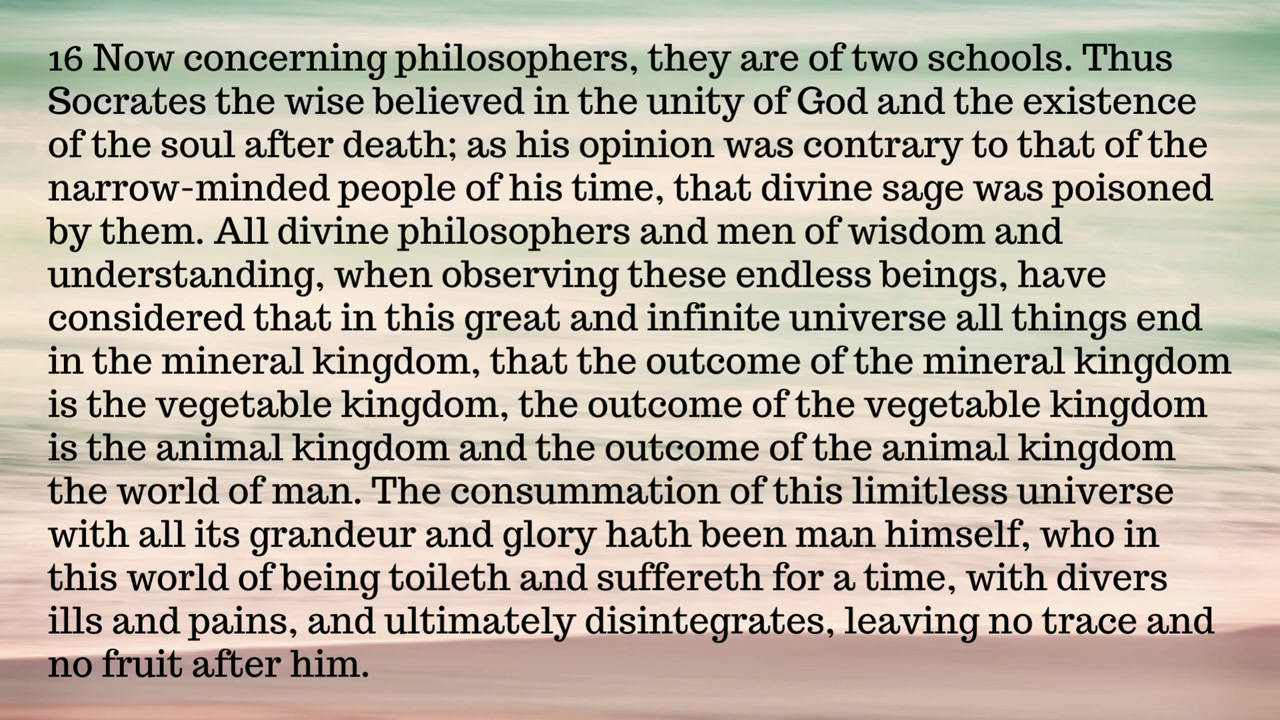 16 Now concerning philosophers, they are of two schools. Thus
Socrates the wise believed in the unity of God and the existence
of the soul after death; as his opinion was contrary to that of the
narrow-minded people of his time, that divine sage was poisoned
by them. All divine philosophers and men of wisdom and
understanding, when observing these endless beings, have
considered that in this great and infinite universe all things end
in the mineral kingdom, that the outcome of the mineral kingdom
is the vegetable kingdom, the outcome of the vegetable kingdom
is the animal kingdom and the outcome of the animal kingdom
the world of man. The consummation of this limitless universe
with all its grandeur and glory hath been man himself, who in
this world of being toileth and suffereth for a time, with divers
ills and pains, and ultimately disintegrates, leaving no trace and
no fruit after him.